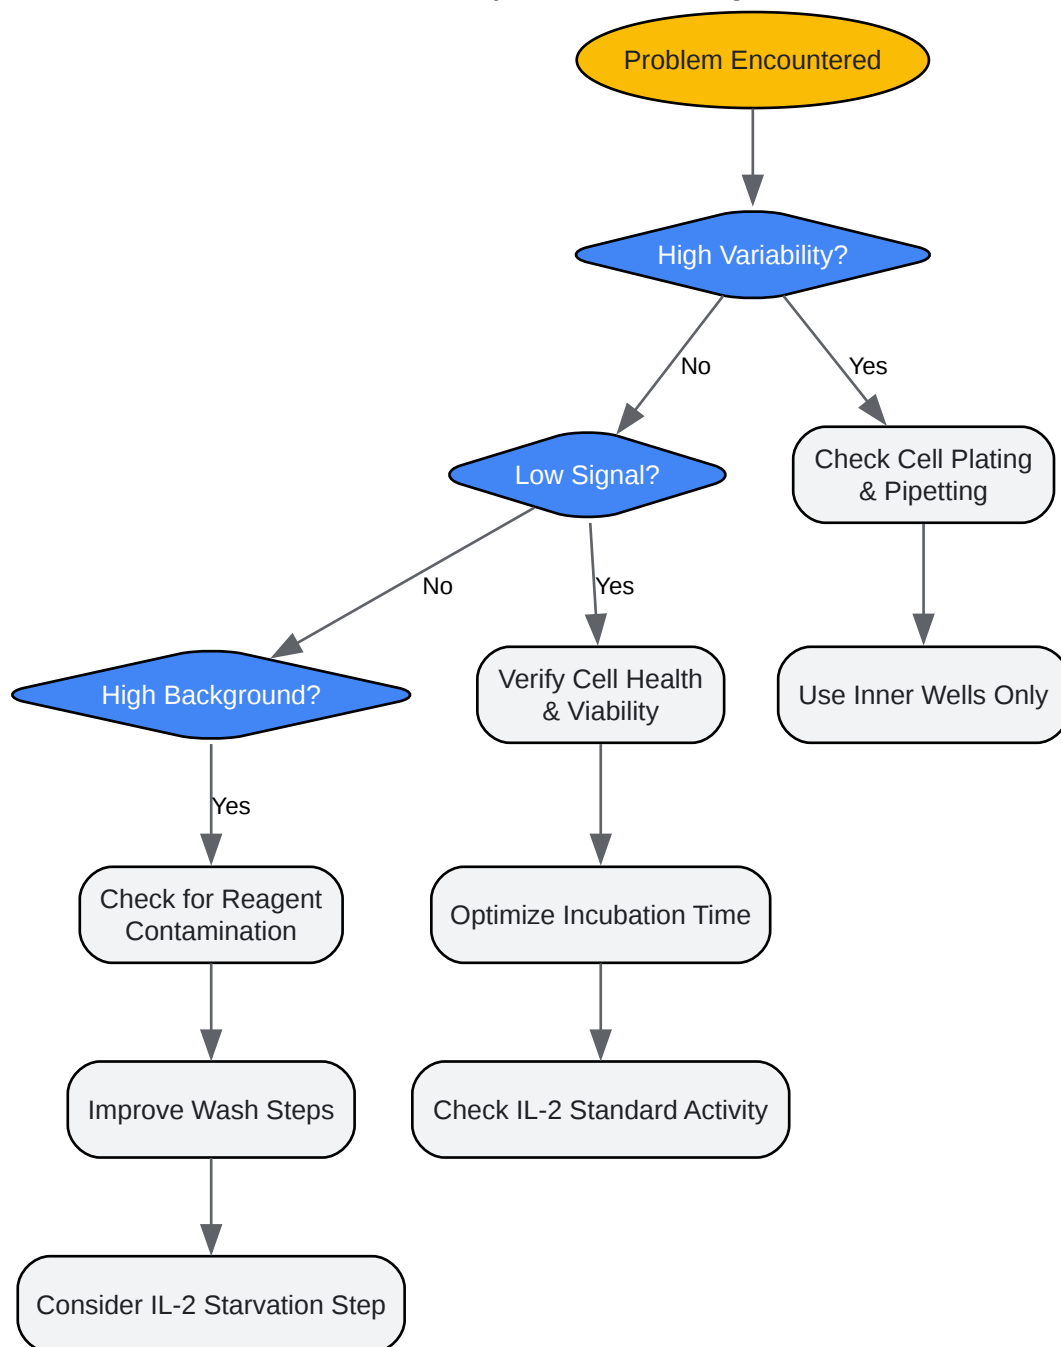 Problem Encountered
High Variability?
No
Yes
Low Signal?
Check Cell Plating
& Pipetting
No
Yes
High Background?
Verify Cell Health
& Viability
Use Inner Wells Only
Yes
Check for Reagent
Contamination
Optimize Incubation Time
Improve Wash Steps
Check IL-2 Standard Activity
Consider IL-2 Starvation Step